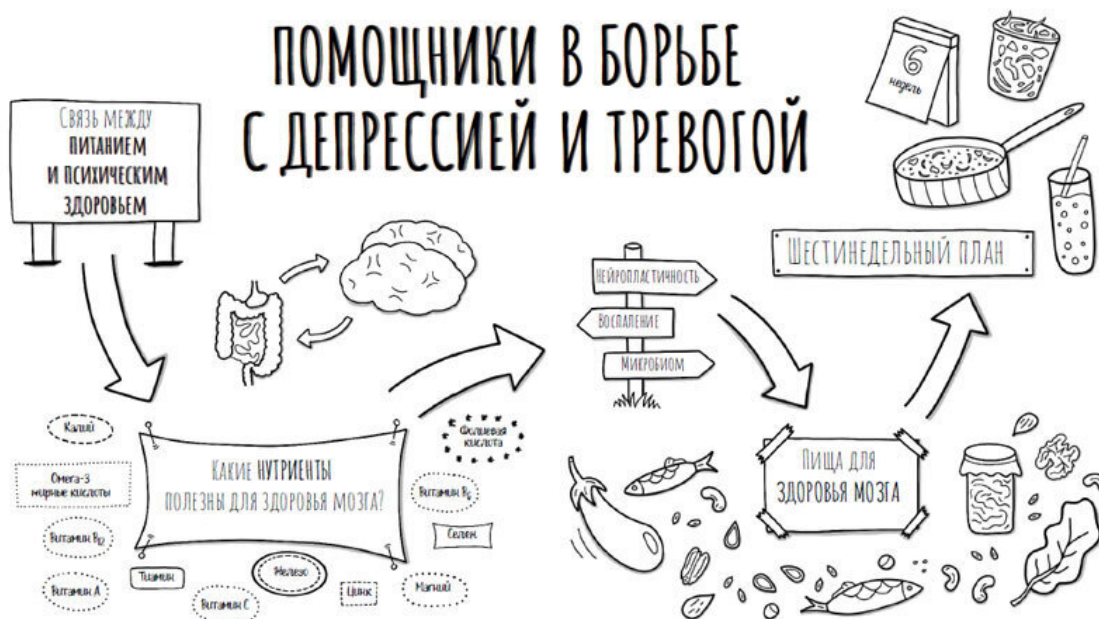 ПОМОЩНИКИ В БОРЬБЕ
С ДЕПРЕССИЕЙ И ТРЕВОГОЙ
Связь между
питанием
и психическим
здоровьем
6
недель
Шестинедельный план
Нейропластичность
Воспаление
Микробиом
Какие нутриенты
полезны для здоровья мозга?
Калий
Омега-3
жирные кислоты
Витамин B12
Витамин A
Тиамин
Витамин C
Железо
Цинк
Магний
Селен
Витамин B6
Фолиевая
кислота
Пища для
здоровья мозга